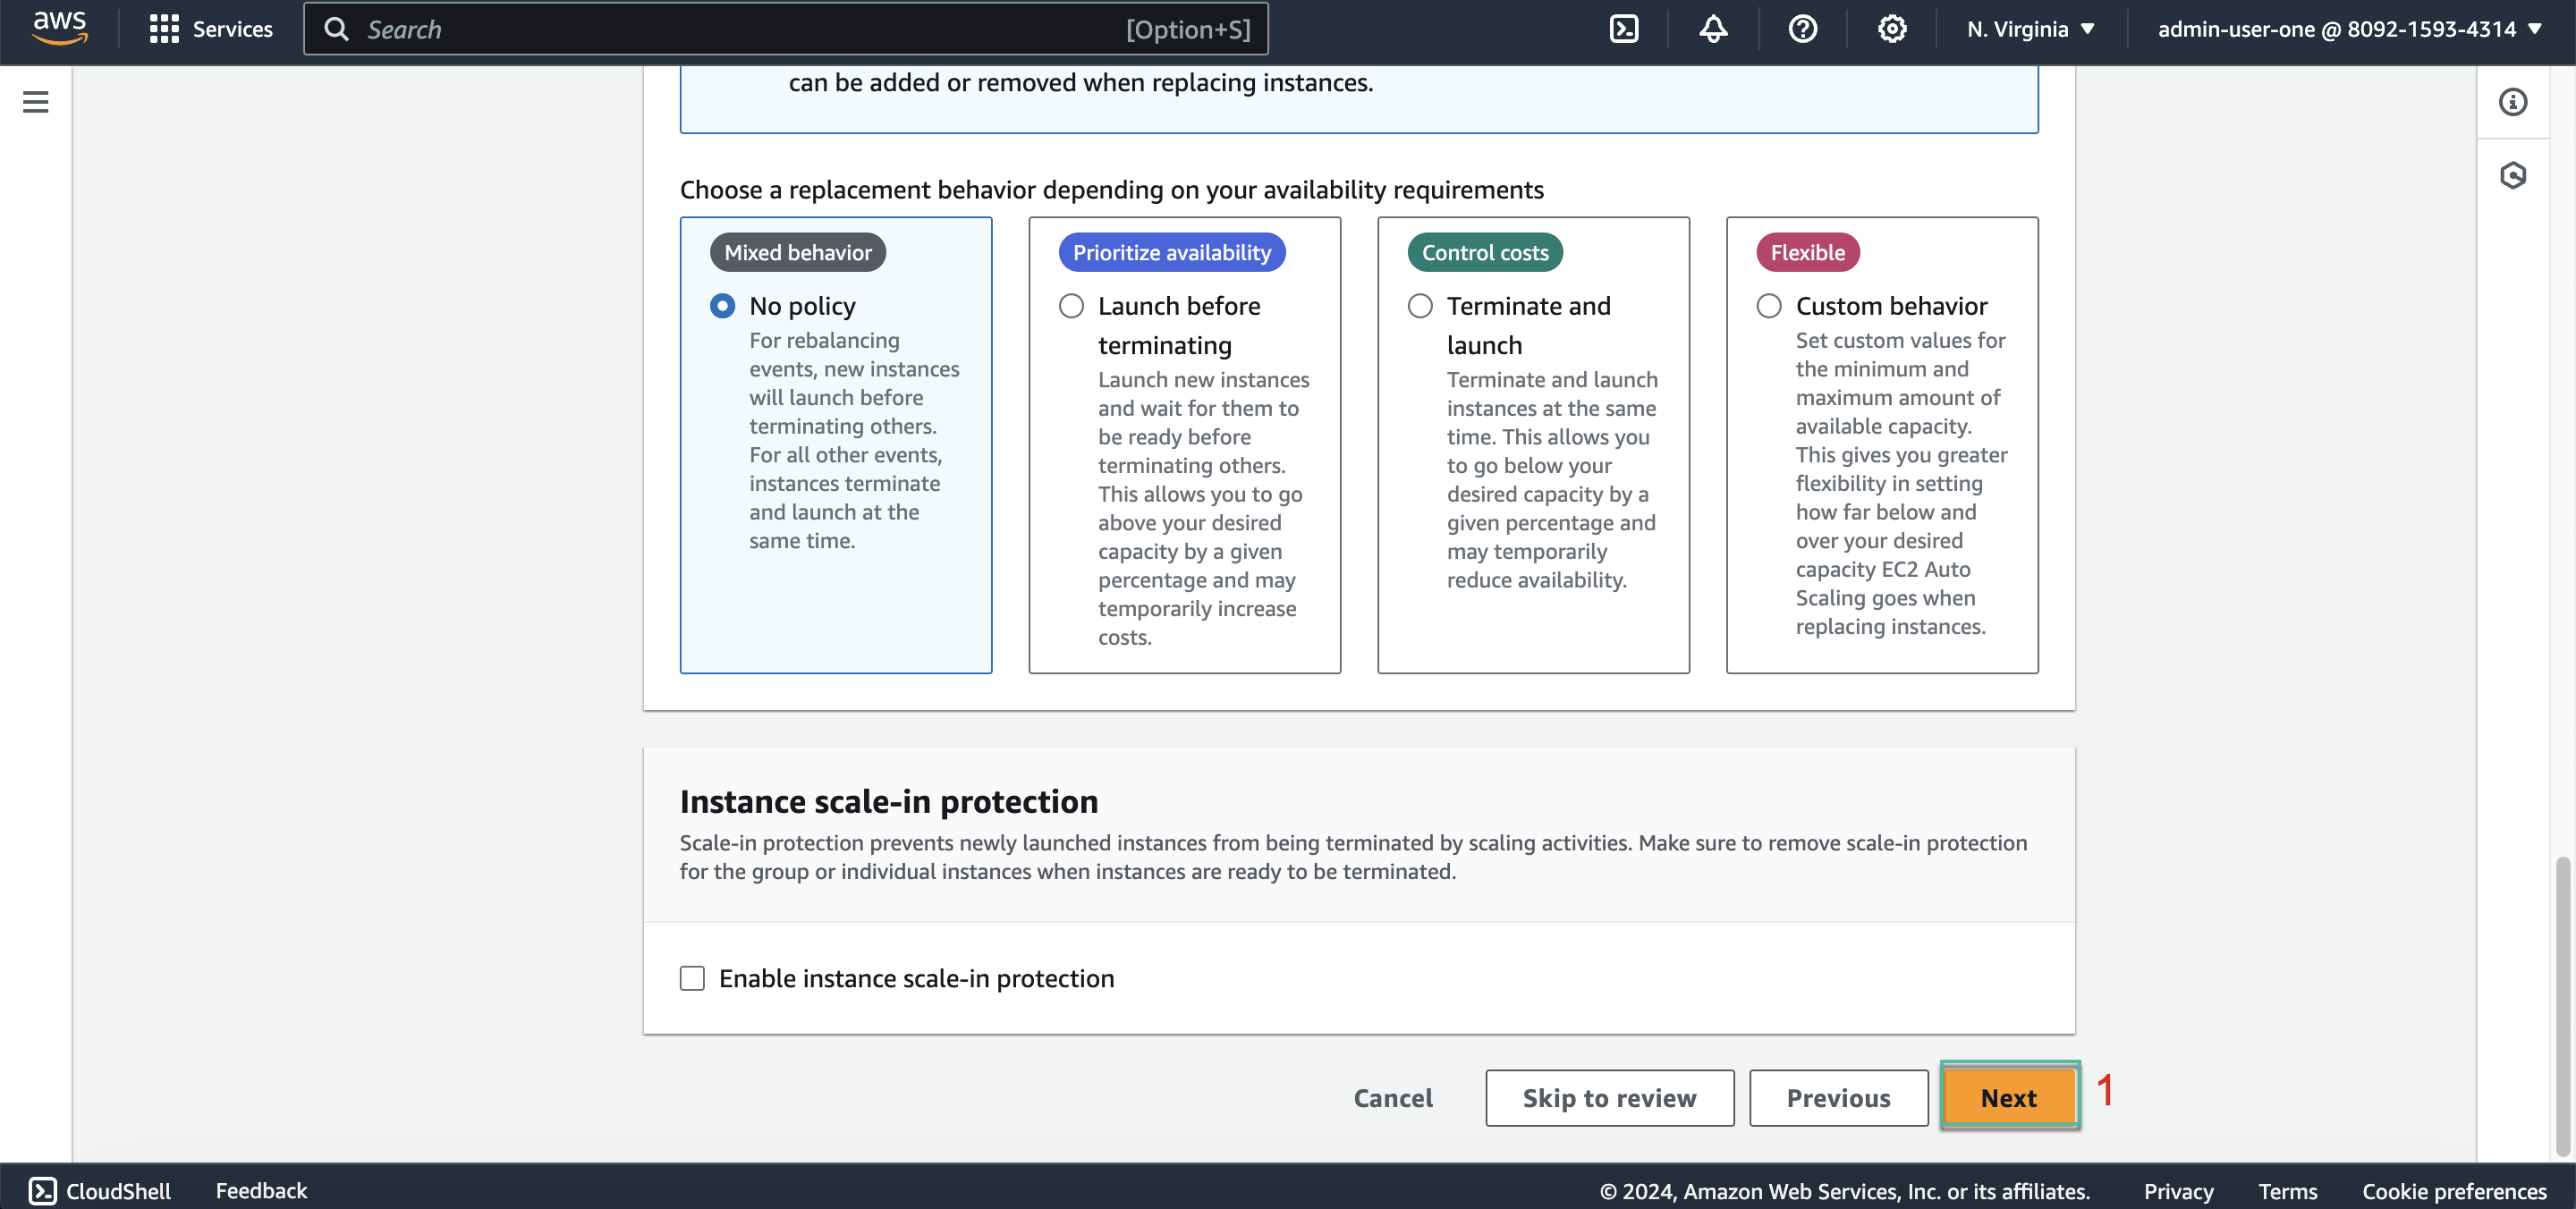 aws
Services
Search [Option+S]
N. Virginia ▼
admin-user-one @ 8092-1593-4314 ▼
can be added or removed when replacing instances.
Choose a replacement behavior depending on your availability requirements
Mixed behavior
No policy
For rebalancing
events, new instances
will launch before
terminating others.
For all other events,
instances terminate
and launch at the
same time.
Prioritize availability
Launch before
terminating
Launch new instances
and wait for them to
be ready before
terminating others.
This allows you to go
above your desired
capacity by a given
percentage and may
temporarily increase
costs.
Control costs
Terminate and
launch
Terminate and launch
instances at the same
time. This allows you
to go below your
desired capacity by a
given percentage and
may temporarily
reduce availability.
Flexible
Custom behavior
Set custom values for
the minimum and
maximum amount of
available capacity.
This gives you greater
flexibility in setting
how far below and
over your desired
capacity EC2 Auto
Scaling goes when
replacing instances.
Instance scale-in protection
Scale-in protection prevents newly launched instances from being terminated by scaling activities. Make sure to remove scale-in protection
for the group or individual instances when instances are ready to be terminated.
Enable instance scale-in protection
Cancel
Skip to review
Previous
Next
1
CloudShell
Feedback
© 2024, Amazon Web Services, Inc. or its affiliates.
Privacy
Terms
Cookie preferences